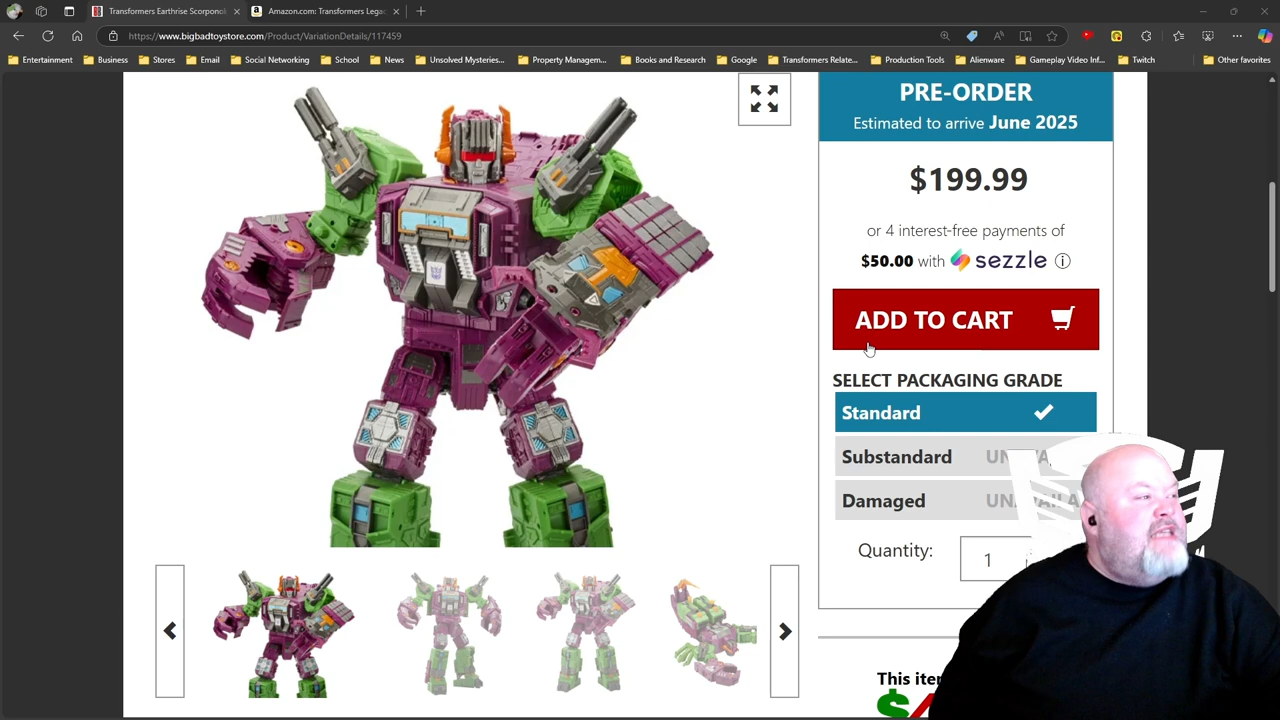 Transformers Earthrise Scorpono
Amazon.com: Transformers Lega
https://www.bigbadtoystore.com/Product/VariationDetails/117459
Entertainment
Business
Stores
Email
Social Networking
School
News
Unsolved Mysteries...
Property Managem...
Books and Research
Google
Transformers Relate...
Production Tools
Alienware
Gameplay Video Inf...
Twitch
Other favorites
PRE-ORDER
Estimated to arrive June 2025
$199.99
or 4 interest-free payments of
$50.00 with sezzle
ADD TO CART
SELECT PACKAGING GRADE
Standard
Substandard
Damaged
Quantity:
1
This